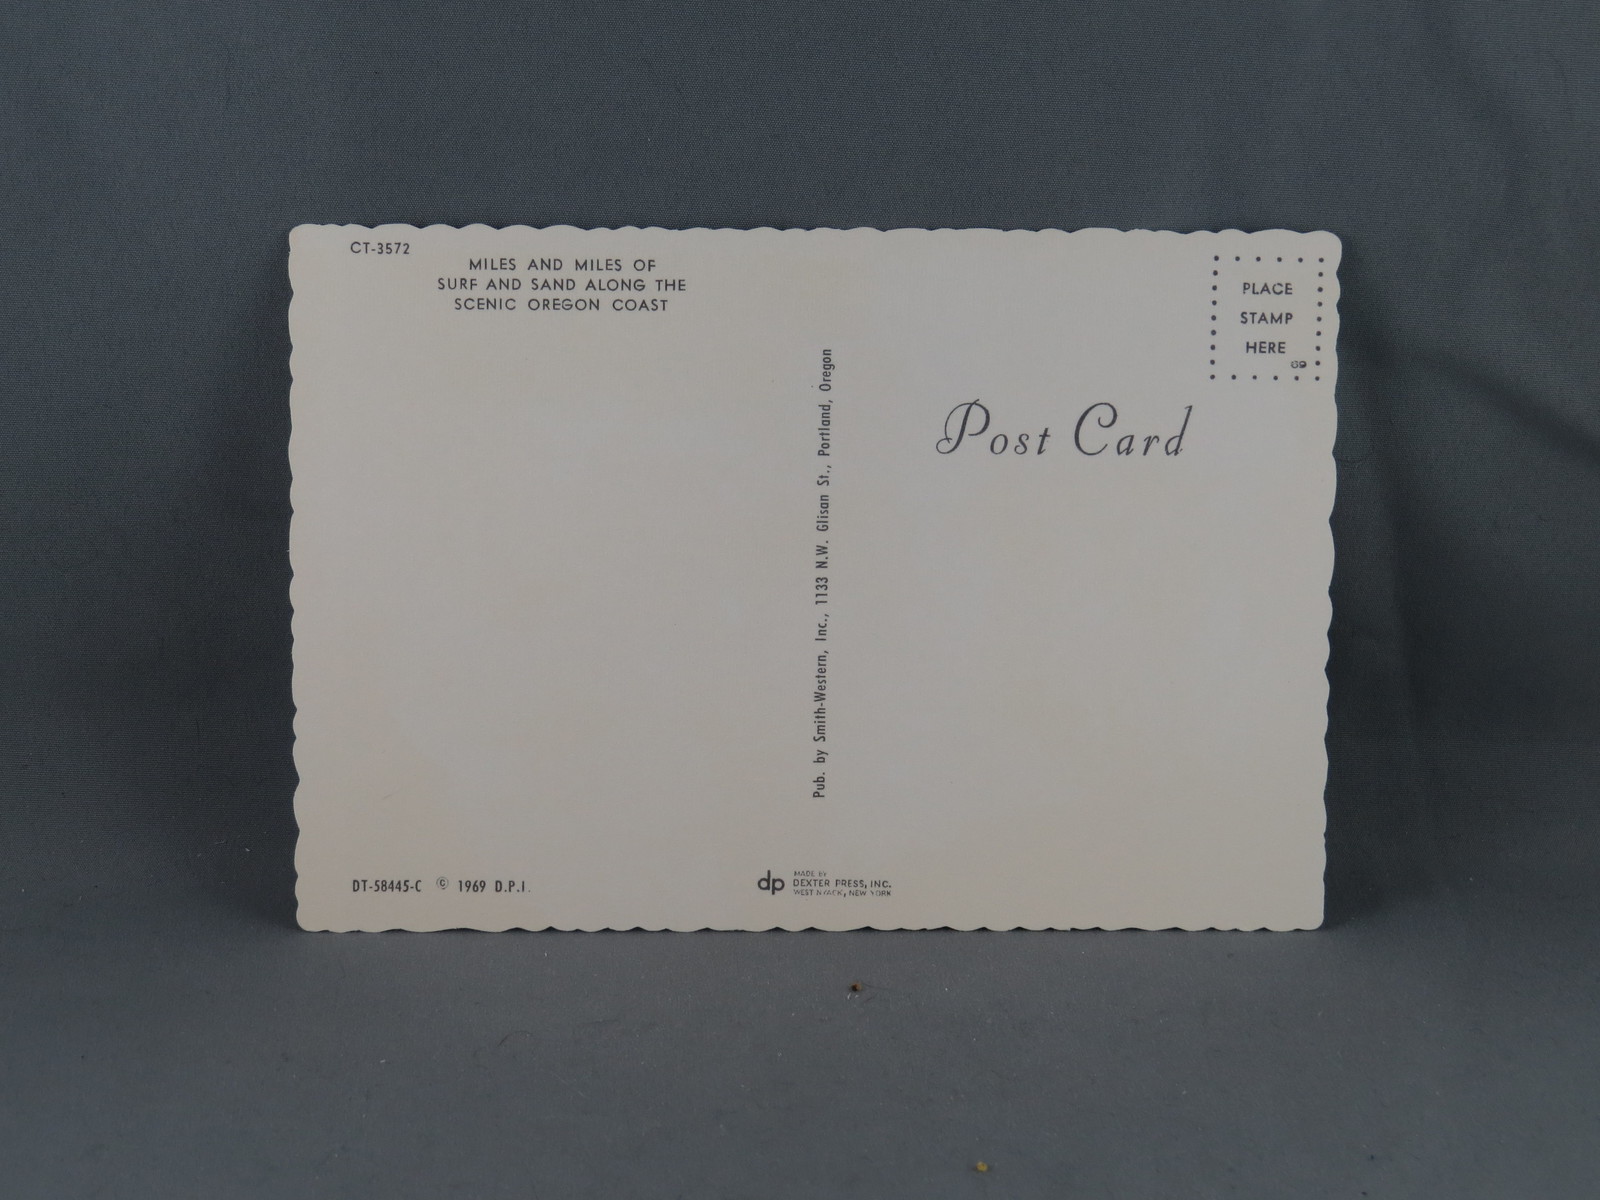 CT-3572
MILES AND MILES OF
SURF AND SAND ALONG THE
SCENIC OREGON COAST
PLACE
STAMP
HERE
69
Post Card
Pub. by Smith-Western, Inc., 1133 N.W. Glisan St., Portland, Oregon
DT-58445-C © 1969 D.P.I.
dp
MADE BY
DEXTER PRESS, INC.
WEST NYACK, NEW YORK